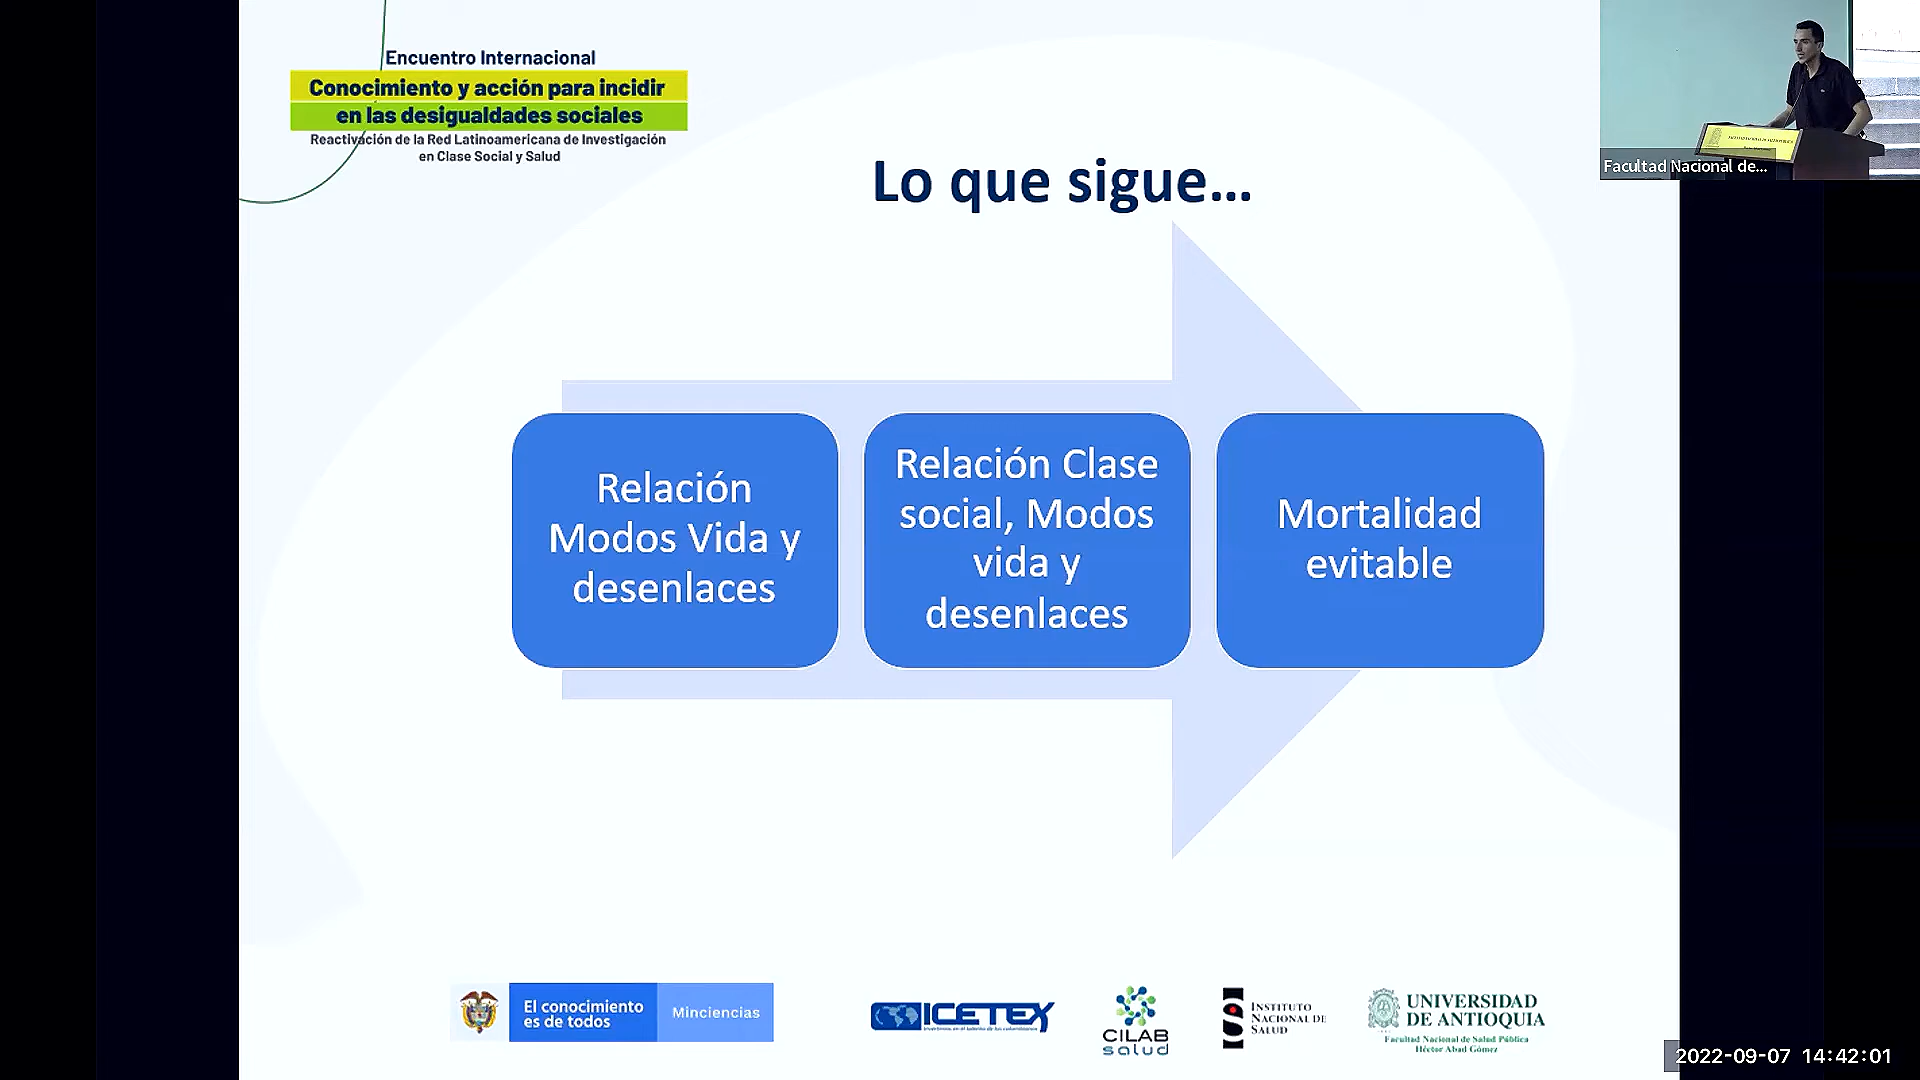 Encuentro Internacional
Conocimiento y acción para incidir
en las desigualdades sociales
Reactivación de la Red Latinoamericana de Investigación
en Clase Social y Salud
Facultad Nacional de...
Lo que sigue...
Relación
Modos Vida y
desenlaces
Relación Clase
social, Modos
vida y
desenlaces
Mortalidad
evitable
El conocimiento
es de todos
Minciencias
ICETEX
CILAB
salud
INSTITUTO
NACIONAL DE
SALUD
UNIVERSIDAD
DE ANTIOQUIA
Facultad Nacional de Salud Pública
Héctor Abad Gómez
2022-09-07 14:42:01